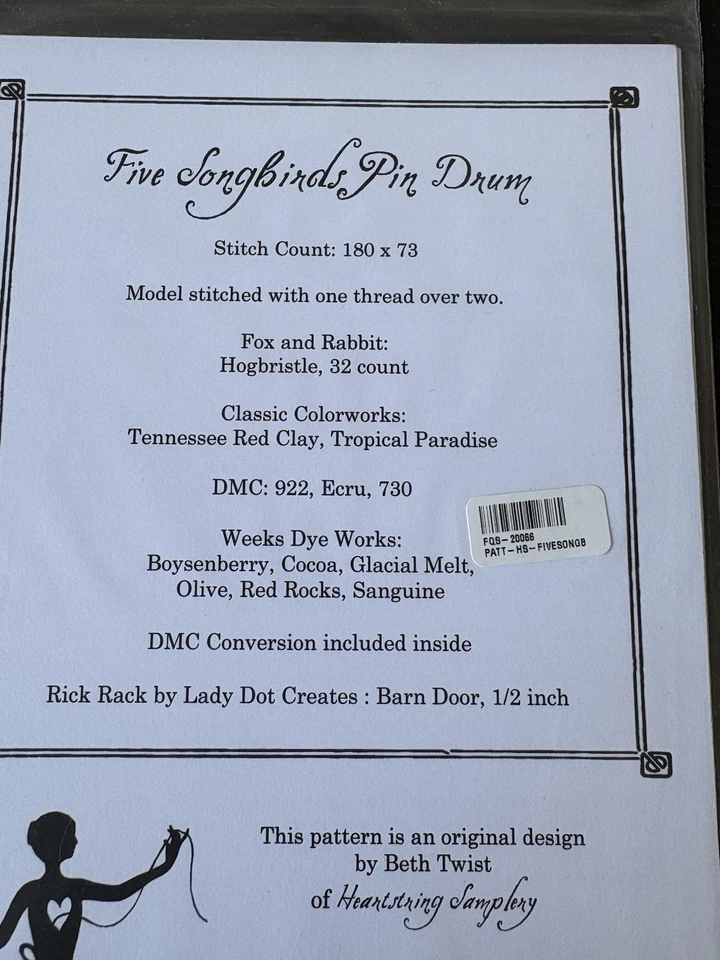 Five Songbirds Pin Drum
Stitch Count: 180 x 73
Model stitched with one thread over two.
Fox and Rabbit:
Hogbristle, 32 count
Classic Colorworks:
Tennessee Red Clay, Tropical Paradise
DMC: 922, Ecru, 730
Weeks Dye Works:
Boysenberry, Cocoa, Glacial Melt,
Olive, Red Rocks, Sanguine
FQS-20066
PATT-HS-FIVESONGB
DMC Conversion included inside
Rick Rack by Lady Dot Creates : Barn Door, 1/2 inch
This pattern is an original design
by Beth Twist
of Heartstring Samplery